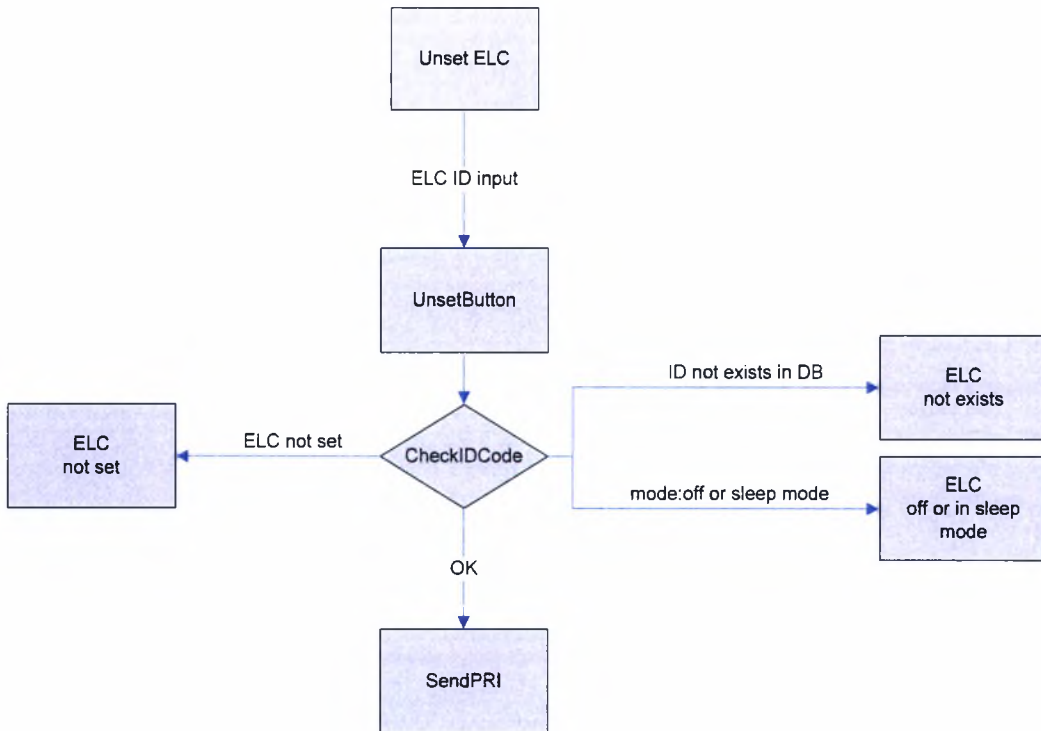 Unset ELC
ELC ID input
UnsetButton
ID not exists in DB
ELC
not exists
ELC
not set
ELC not set
CheckIDCode
mode:off or sleep mode
ELC
off or in sleep
mode
OK
SendPRI